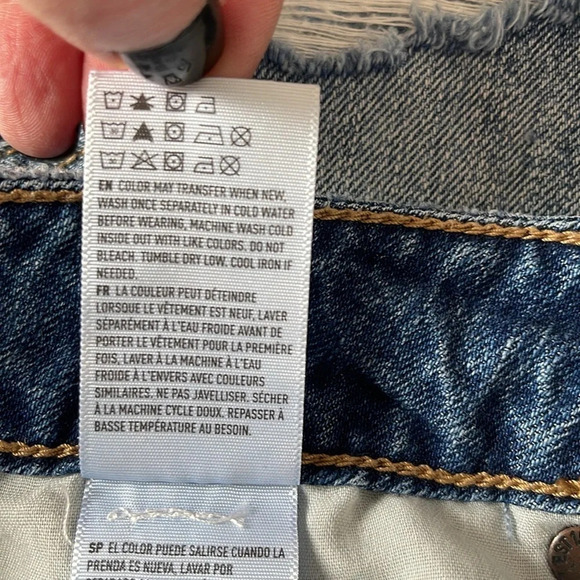 EN COLOR MAY TRANSFER WHEN NEW,
WASH ONCE SEPARATELY IN COLD WATER
BEFORE WEARING, MACHINE WASH COLD
INSIDE OUT WITH LIKE COLORS. DO NOT
BLEACH. TUMBLE DRY LOW. COOL IRON IF
NEEDED.
FR LA COULEUR PEUT DÉTEINDRE
LORSQUE LE VÊTEMENT EST NEUF, LAVER
SÉPARÉMENT À L'EAU FROIDE AVANT DE
PORTER LE VÊTEMENT POUR LA PREMIÈRE
FOIS, LAVER À LA MACHINE À L'EAU
FROIDE À L'ENVERS AVEC COULEURS
SIMILAIRES. NE PAS JAVELLISER. SÉCHER
À LA MACHINE CYCLE DOUX. REPASSER À
BASSE TEMPÉRATURE AU BESOIN.
SP EL COLOR PUEDE SALIRSE CUANDO LA
PRENDA ES NUEVA, LAVAR POR